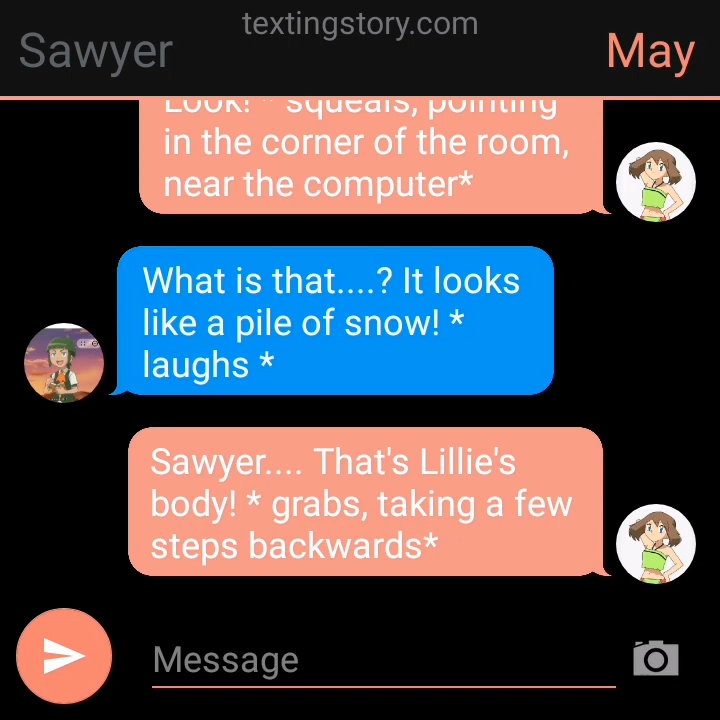 textingstory.com
Sawyer
May
Look! * squeals, pointing
in the corner of the room,
near the computer*
What is that....? It looks
like a pile of snow! *
laughs *
Sawyer.... That's Lillie's
body! * grabs, taking a few
steps backwards*
Message